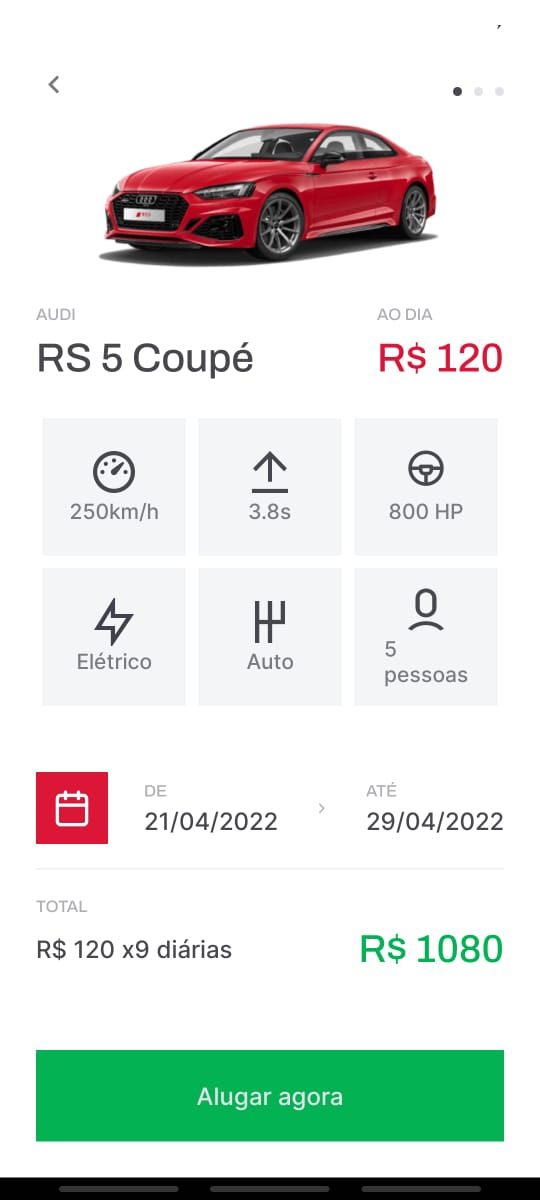 AUDI
AO DIA
RS 5 Coupé
R$ 120
250km/h
3.8s
800 HP
Elétrico
Auto
5
pessoas
DE
ATÉ
21/04/2022
29/04/2022
TOTAL
R$ 120 x9 diárias
R$ 1080
Alugar agora